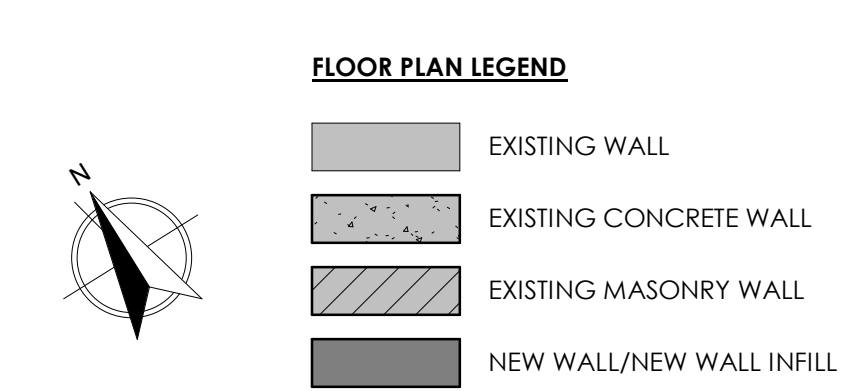 FLOOR PLAN LEGEND
N
EXISTING WALL
EXISTING CONCRETE WALL
EXISTING MASONRY WALL
NEW WALL/NEW WALL INFILL